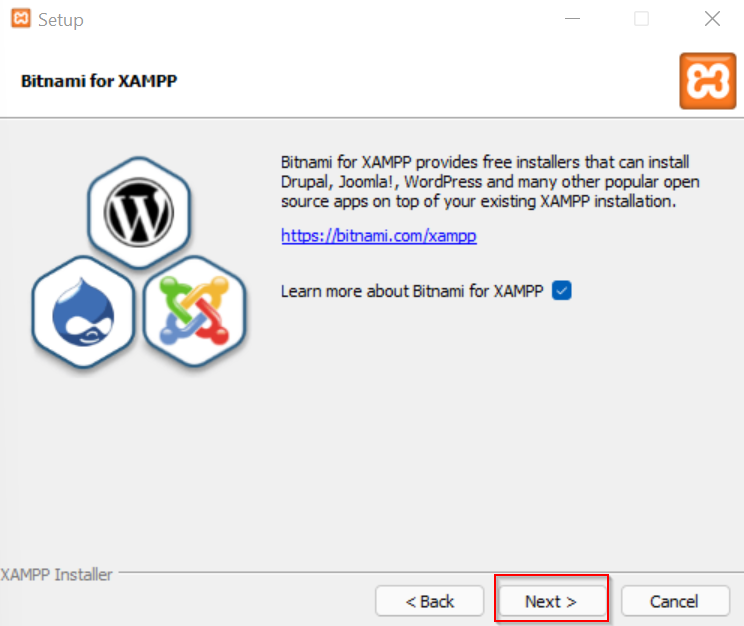 Setup
Bitnami for XAMPP
Bitnami for XAMPP provides free installers that can install
Drupal, Joomla!, WordPress and many other popular open
source apps on top of your existing XAMPP installation.
https://bitnami.com/xampp
Learn more about Bitnami for XAMPP
XAMPP Installer
< Back
Next >
Cancel